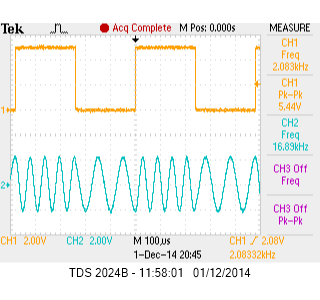 Tek Acq Complete M Pos: 0.000s MEASURE
CH1
Freq
2.083kHz
CH1
Pk-Pk
5.44V
CH2
Freq
16.89kHz
CH3 Off
Freq
CH3 Off
Pk-Pk
1
2
CH1 2.00V CH2 2.00V M 100µs CH1 2.08V
1-Dec-14 20:45 2.08332kHz
TDS 2024B - 11:58:01 01/12/2014